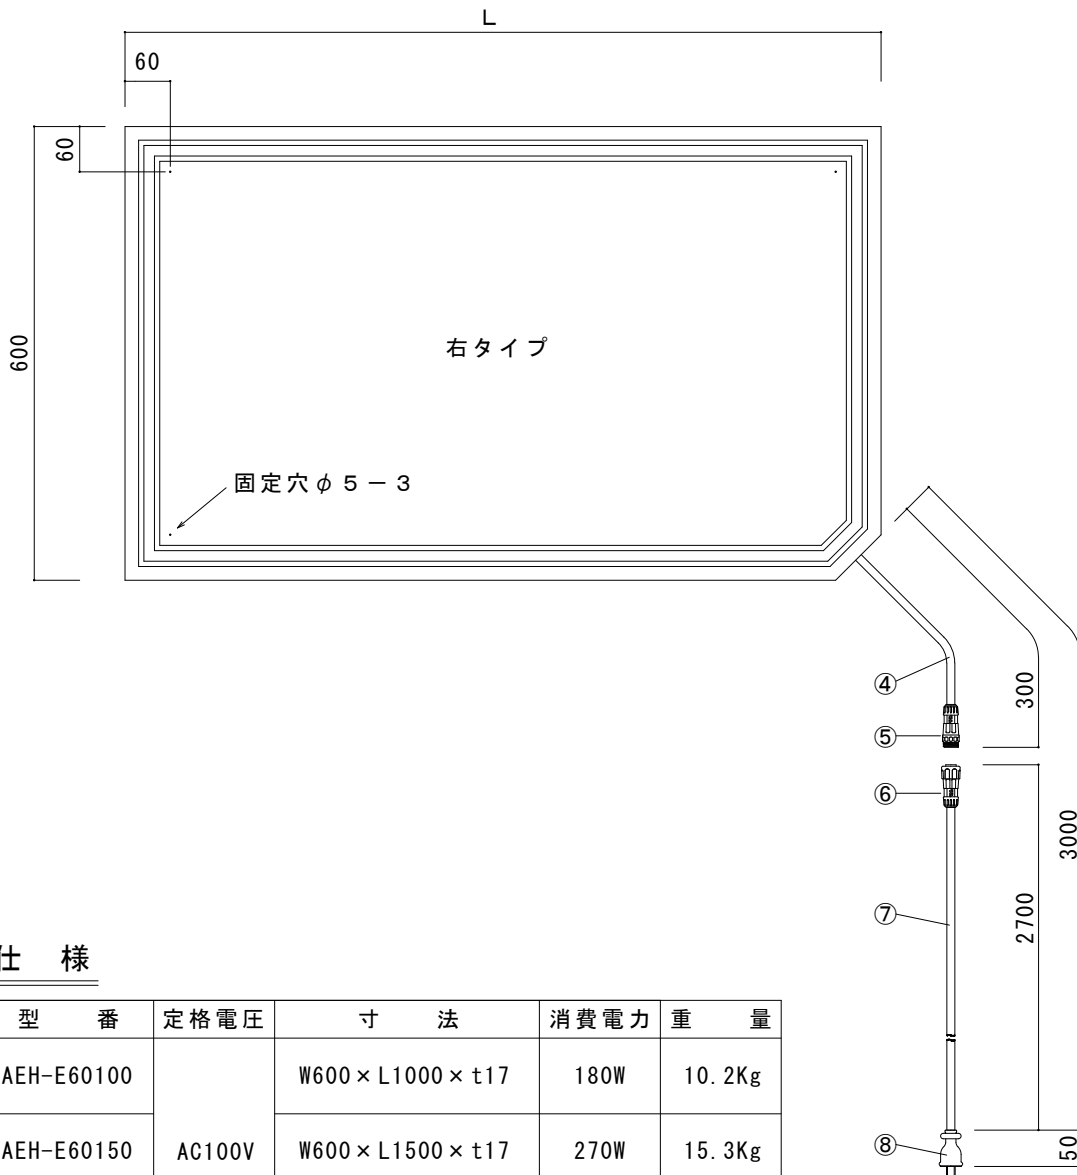 L
60
60
600
右タイプ
固定穴φ５－３
④
300
⑤
⑥
3000
⑦
2700
⑧
50
仕 様
型 番 定格電圧 寸 法 消費電力 重 量
AEH-E60100 W600×L1000×t17 180W 10.2Kg
AEH-E60150 AC100V W600×L1500×t17 270W 15.3Kg